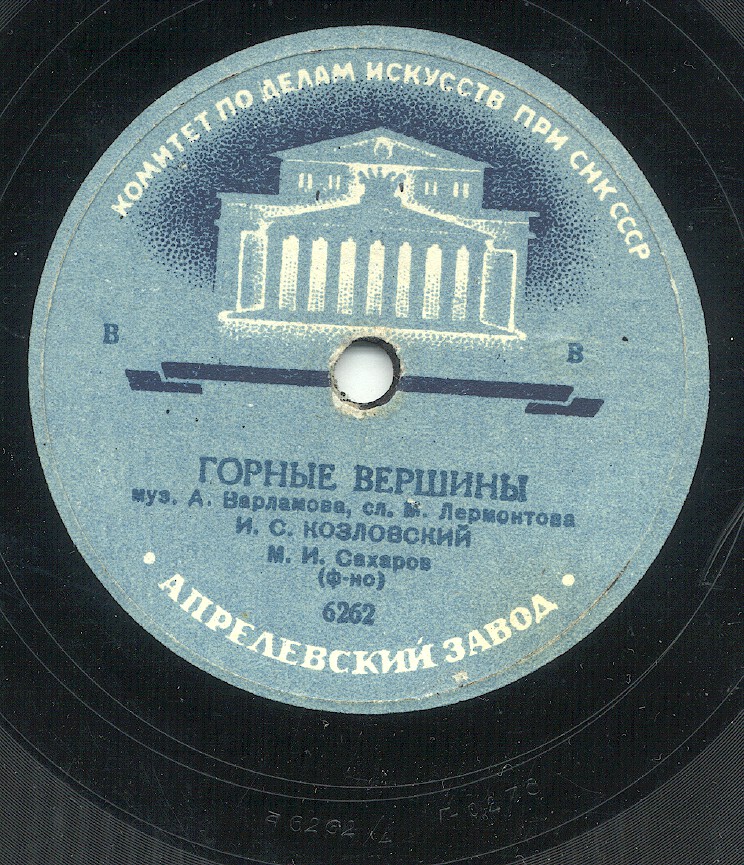 КОМИТЕТ ПО ДЕЛАМ ИСКУССТВ ПРИ СНК СССР
В В
ГОРНЫЕ ВЕРШИНЫ
муз. А. Варламова, сл. М. Лермонтова
И. С. КОЗЛОВСКИЙ
М. И. Сахаров
(ф-но)
6262
• АПРЕЛЕВСКИЙ ЗАВОД •